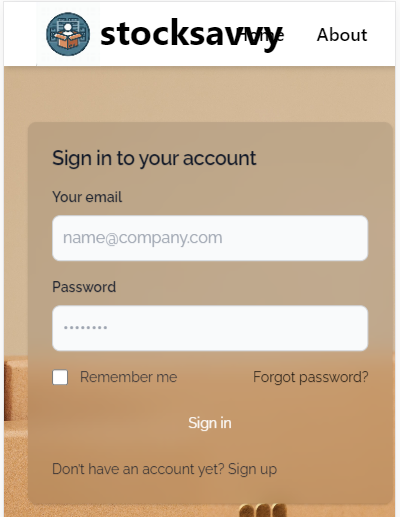 stocksavvy Home About
Sign in to your account
Your email
name@company.com
Password
••••••••
Remember me Forgot password?
Sign in
Don't have an account yet? Sign up